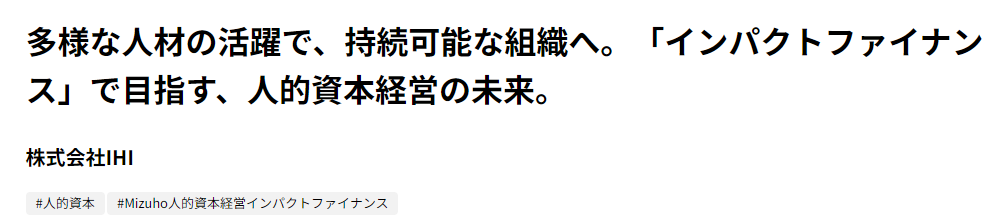 多様な人材の活躍で、持続可能な組織へ。「インパクトファイナン
ス」で目指す、人的資本経営の未来。
株式会社IHI
#人的資本 #Mizuho人的資本経営インパクトファイナンス